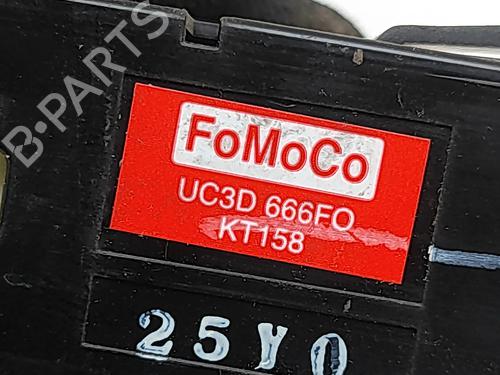 B-PARTS
FoMoCo
UC3D 666FO
KT158
25Y0